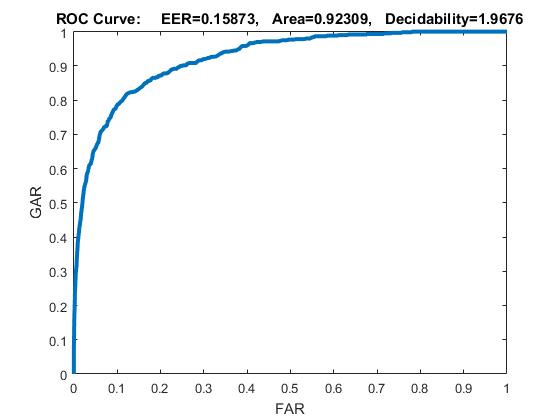 ROC Curve: EER=0.15873, Area=0.92309, Decidability=1.9676
1
0.9
0.8
0.7
0.6
0.5
0.4
0.3
0.2
0.1
0
GAR
0 0.1 0.2 0.3 0.4 0.5 0.6 0.7 0.8 0.9 1
FAR